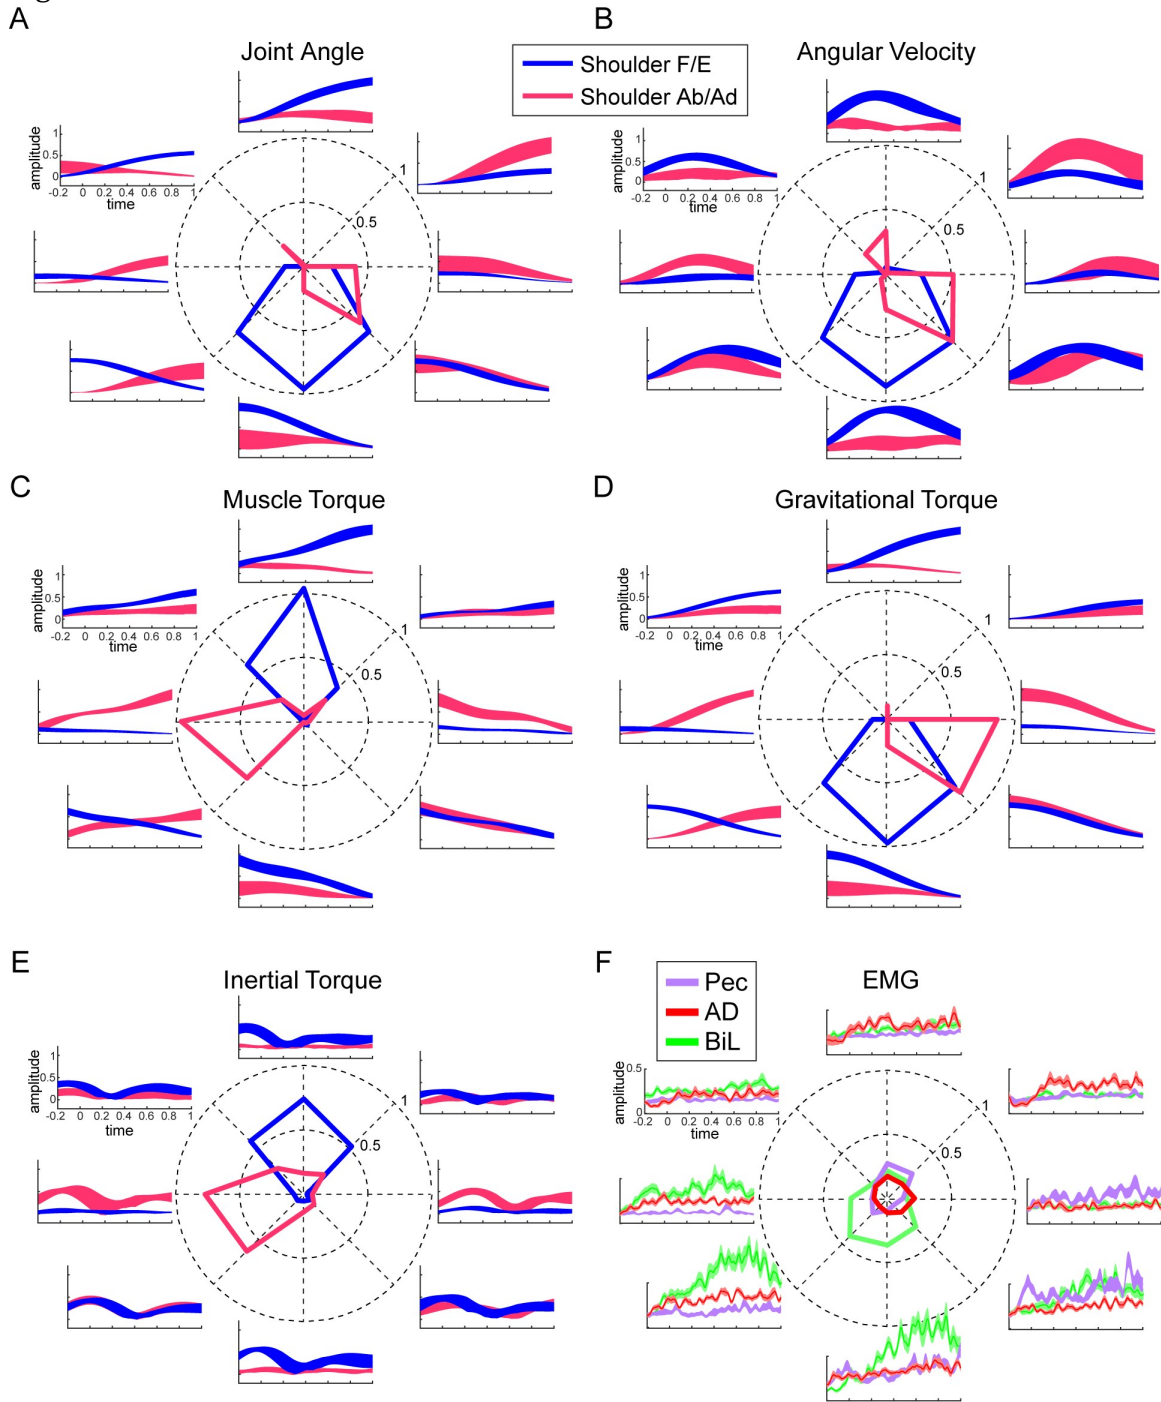 A
B
Joint Angle
Shoulder F/E
Shoulder Ab/Ad
Angular Velocity
amplitude
1
0.5
0
-0.2 0 0.2 0.4 0.6 0.8 1
time
1
0.5
amplitude
1
0.5
0
-0.2 0 0.2 0.4 0.6 0.8 1
time
1
0.5
C
D
Muscle Torque
Gravitational Torque
amplitude
1
0.5
0
-0.2 0 0.2 0.4 0.6 0.8 1
time
1
0.5
amplitude
1
0.5
0
-0.2 0 0.2 0.4 0.6 0.8 1
time
1
0.5
E
F
Inertial Torque
Pec
AD
BiL
EMG
amplitude
1
0.5
0
-0.2 0 0.2 0.4 0.6 0.8 1
time
1
0.5
amplitude
0.5
0
-0.2 0 0.2 0.4 0.6 0.8 1
time
1
0.5